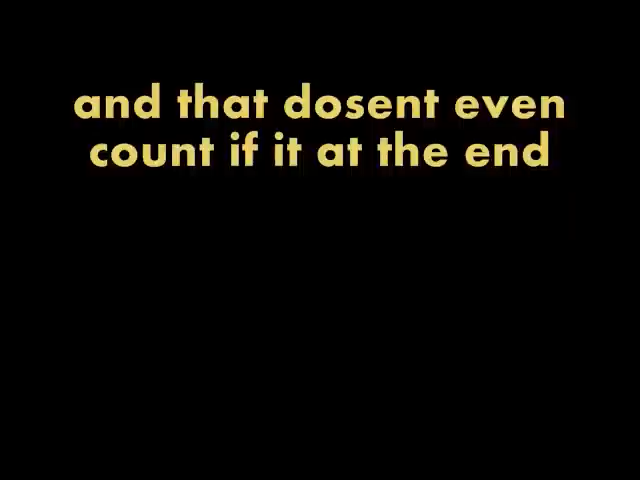 and that dosent even
count if it at the end